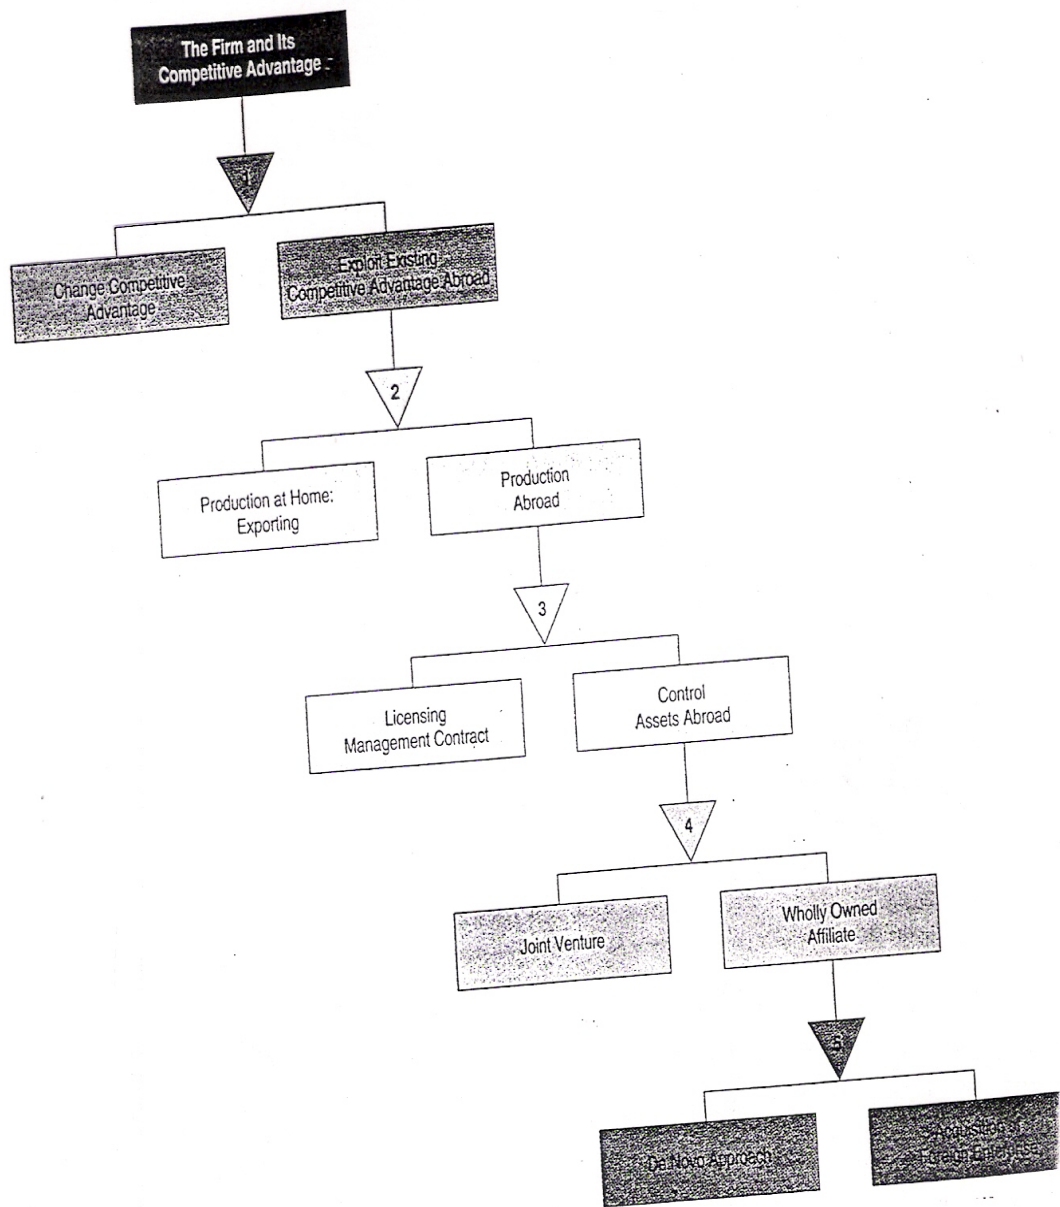 The Firm and Its
Competitive Advantage
1
Change Competitive
Advantage
Exploit Existing
Competitive Advantage Abroad
2
Production at Home:
Exporting
Production
Abroad
3
Licensing
Management Contract
Control
Assets Abroad
4
Joint Venture
Wholly Owned
Affiliate
5
De Novo Approach
Acquisition of
Foreign Enterprise